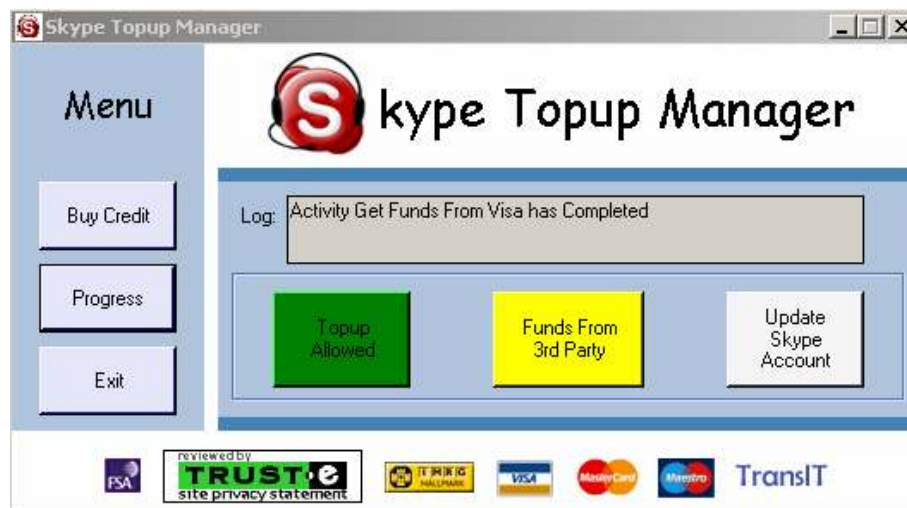 Skype Topup Manager
Menu
S kype Topup Manager
Buy Credit
Log: Activity Get Funds From Visa has Completed
Progress
Topup
Allowed
Funds From
3rd Party
Update
Skype
Account
Exit
FSA
reviewed by
TRUST·e
site privacy statement
IMRG
HALLMARK
VISA
MasterCard
Maestro
TransIT